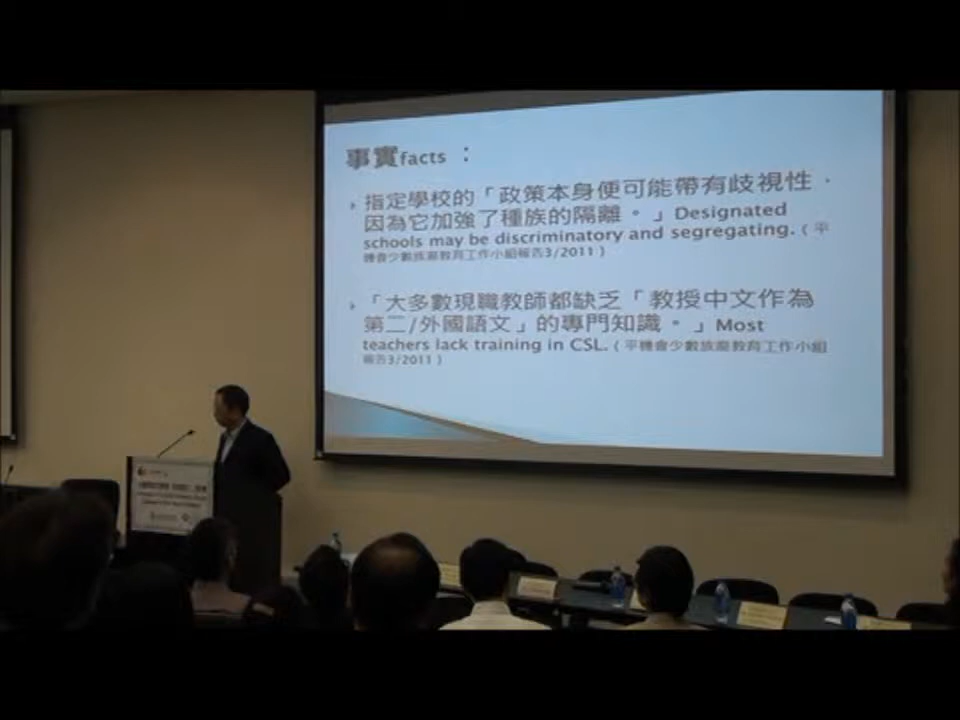 事實facts ：
指定學校的「政策本身便可能帶有歧視性，
因為它加強了種族的隔離。」Designated
schools may be discriminatory and segregating.（平
機會少數族裔教育工作小組報告3/2011）
「大多數現職教師都缺乏「教授中文作為
第二/外國語文」的專門知識。」Most
teachers lack training in CSL.（平機會少數族裔教育工作小組
報告3/2011）